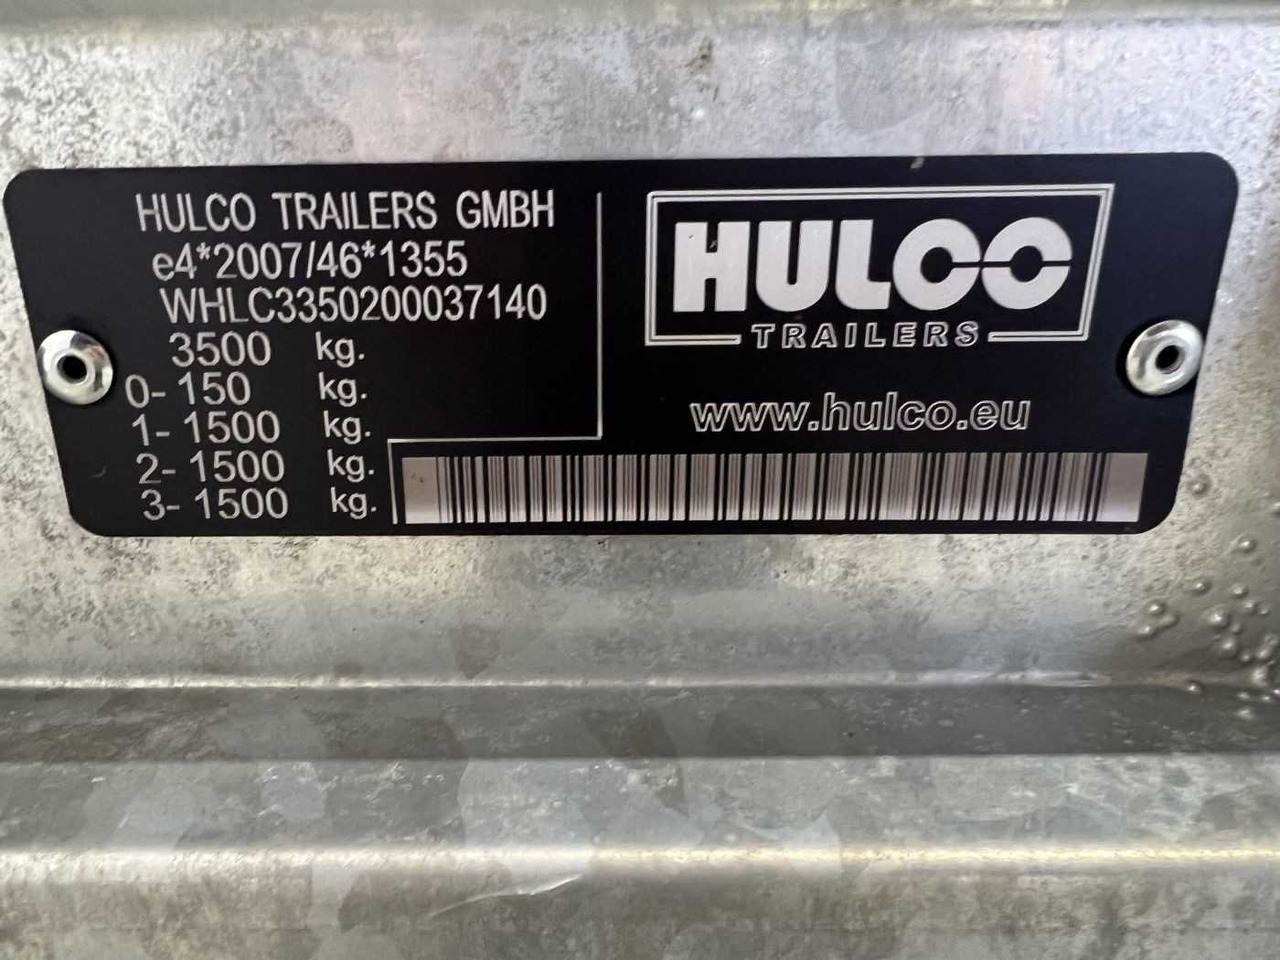 HULCO TRAILERS GMBH
e4*2007/46*1355
WHLC3350200037140
3500 kg.
0- 150 kg.
1- 1500 kg.
2- 1500 kg.
3- 1500 kg.
HULCO
TRAILERS
www.hulco.eu